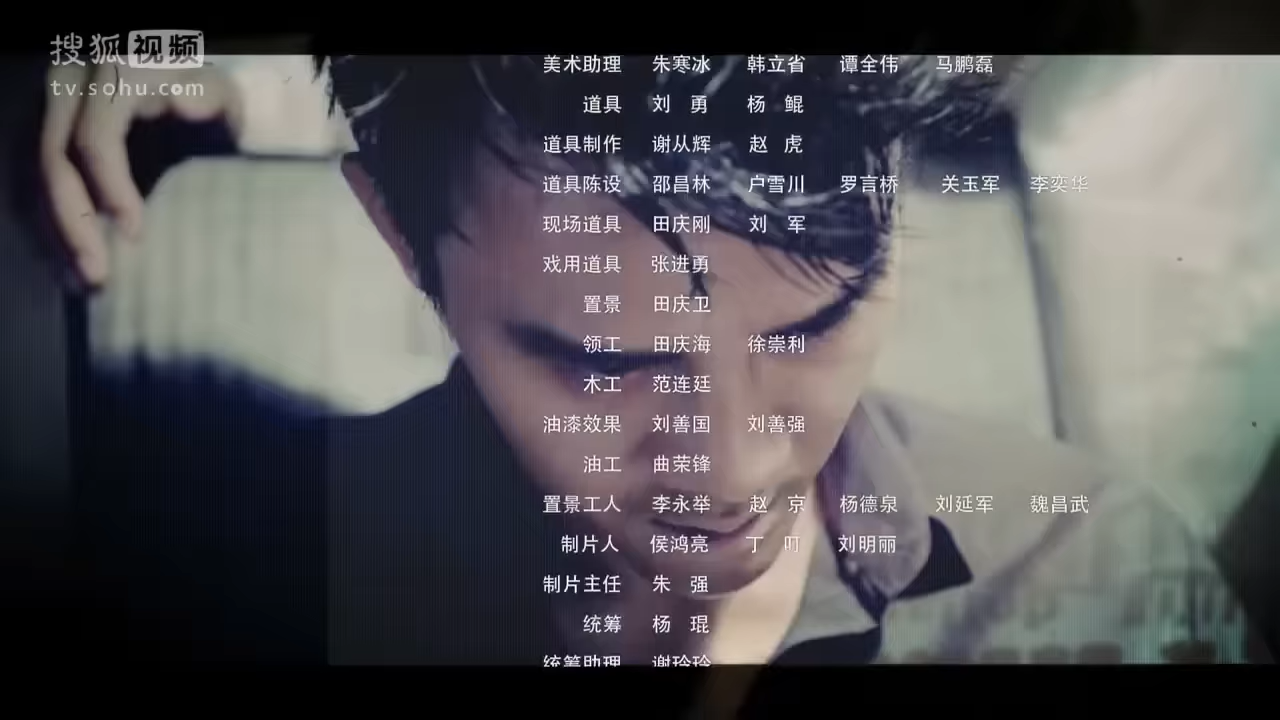 搜狐视频
tv.sohu.com
美术助理 朱寒冰 韩立省 谭全伟 马鹏磊
道具 刘 勇 杨 鲲
道具制作 谢从辉 赵 虎
道具陈设 邵昌林 户雪川 罗言桥 关玉军 李奕华
现场道具 田庆刚 刘 军
戏用道具 张进勇
置景 田庆卫
领工 田庆海 徐崇利
木工 范连廷
油漆效果 刘善国 刘善强
油工 曲荣锋
置景工人 李永举 赵 京 杨德泉 刘延军 魏昌武
制片人 侯鸿亮 丁 叮 刘明丽
制片主任 朱 强
统筹 杨 琨
统筹助理 谢玲玲